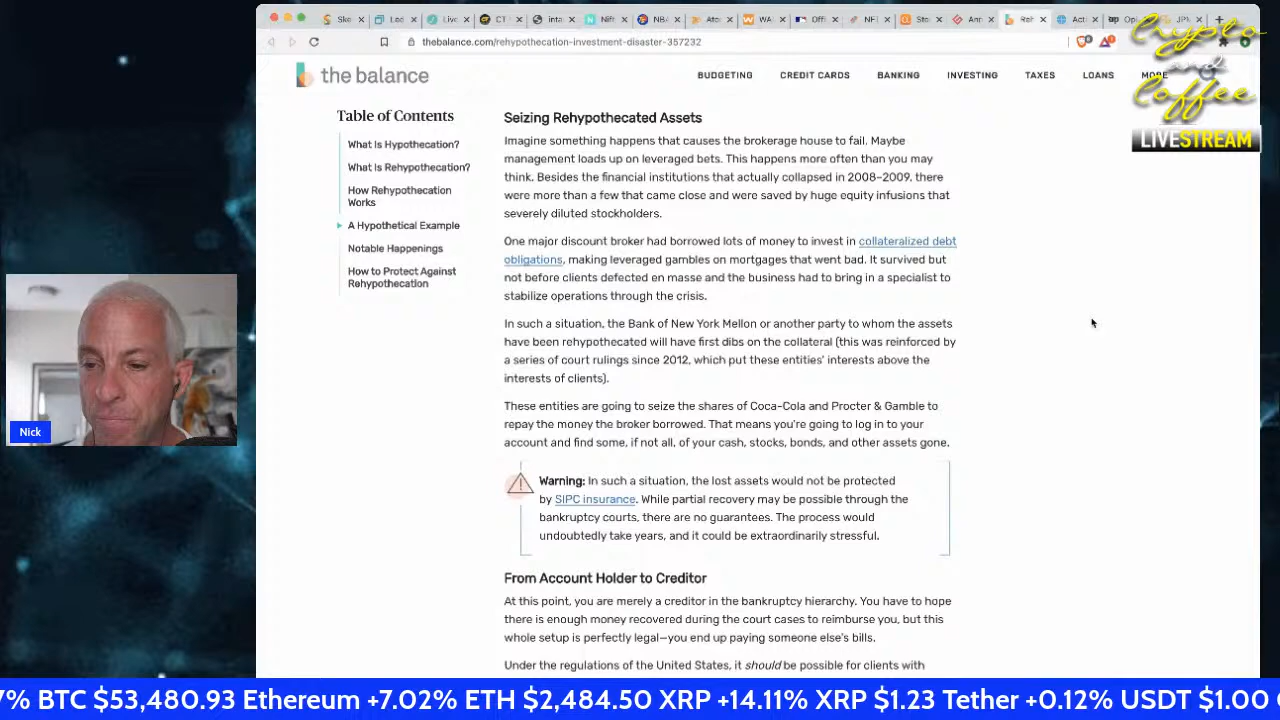 Ske
Liv
CT
inta
Nift
NBA
Ato
WA
Offi
NF
Sto
Ann
Reh
Act
Opi
JPM
thebalance.com/rehypothecation-investment-disaster-357232
Crypto
and
Coffee
LIVESTREAM
the balance
BUDGETING CREDIT CARDS BANKING INVESTING TAXES LOANS MORE
Table of Contents
What Is Hypothecation?
What Is Rehypothecation?
How Rehypothecation
Works
A Hypothetical Example
Notable Happenings
How to Protect Against
Rehypothecation
Seizing Rehypothecated Assets
Imagine something happens that causes the brokerage house to fail. Maybe
management loads up on leveraged bets. This happens more often than you may
think. Besides the financial institutions that actually collapsed in 2008–2009, there
were more than a few that came close and were saved by huge equity infusions that
severely diluted stockholders.
One major discount broker had borrowed lots of money to invest in collateralized debt
obligations, making leveraged gambles on mortgages that went bad. It survived but
not before clients defected en masse and the business had to bring in a specialist to
stabilize operations through the crisis.
In such a situation, the Bank of New York Mellon or another party to whom the assets
have been rehypothecated will have first dibs on the collateral (this was reinforced by
a series of court rulings since 2012, which put these entities' interests above the
interests of clients).
These entities are going to seize the shares of Coca-Cola and Procter & Gamble to
repay the money the broker borrowed. That means you're going to log in to your
account and find some, if not all, of your cash, stocks, bonds, and other assets gone.
Warning: In such a situation, the lost assets would not be protected
by SIPC insurance. While partial recovery may be possible through the
bankruptcy courts, there are no guarantees. The process would
undoubtedly take years, and it could be extraordinarily stressful.
From Account Holder to Creditor
At this point, you are merely a creditor in the bankruptcy hierarchy. You have to hope
there is enough money recovered during the court cases to reimburse you, but this
whole setup is perfectly legal—you end up paying someone else's bills.
Under the regulations of the United States, it should be possible for clients with
Nick
7% BTC $53,480.93 Ethereum +7.02% ETH $2,484.50 XRP +14.11% XRP $1.23 Tether +0.12% USDT $1.00